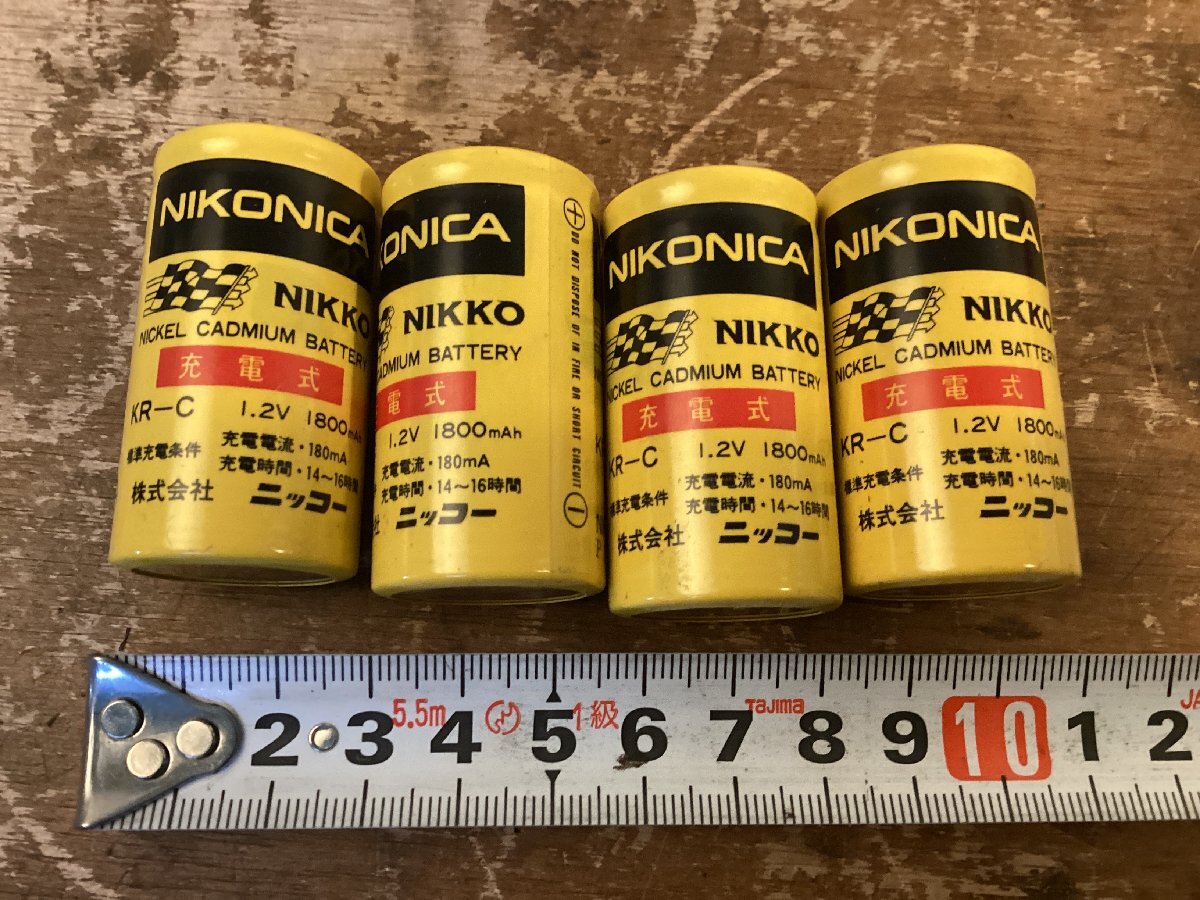 NIKONICA
NIKKO
NICKEL CADMIUM BATTERY
充電式
KR-C 1.2V 1800mAh
標準充電条件 充電電流・180mA
充電時間・14~16時間
株式会社 ニッコー
KONICA
NIKKO
CADMIUM BATTERY
電式
1.2V 1800mAh
充電電流・180mA
充電時間・14~16時間
ニッコー
⊕ DO NOT DISPOSE OF IN FIRE OR SHORT CIRCUIT ⊖
NIKONICA
NIKKO
NICKEL CADMIUM BATTERY
充電式
KR-C 1.2V 1800mAh
標準充電条件 充電電流・180mA
充電時間・14~16時間
株式会社 ニッコー
NIKONICA
NIKKO
NICKEL CADMIUM BATTERY
充電式
KR-C 1.2V 1800mAh
標準充電条件 充電電流・180mA
充電時間・14~16時間
株式会社 ニッコー
5.5m 1級 TAJIMA JA
2 3 4 5 6 7 8 9 10 1 2